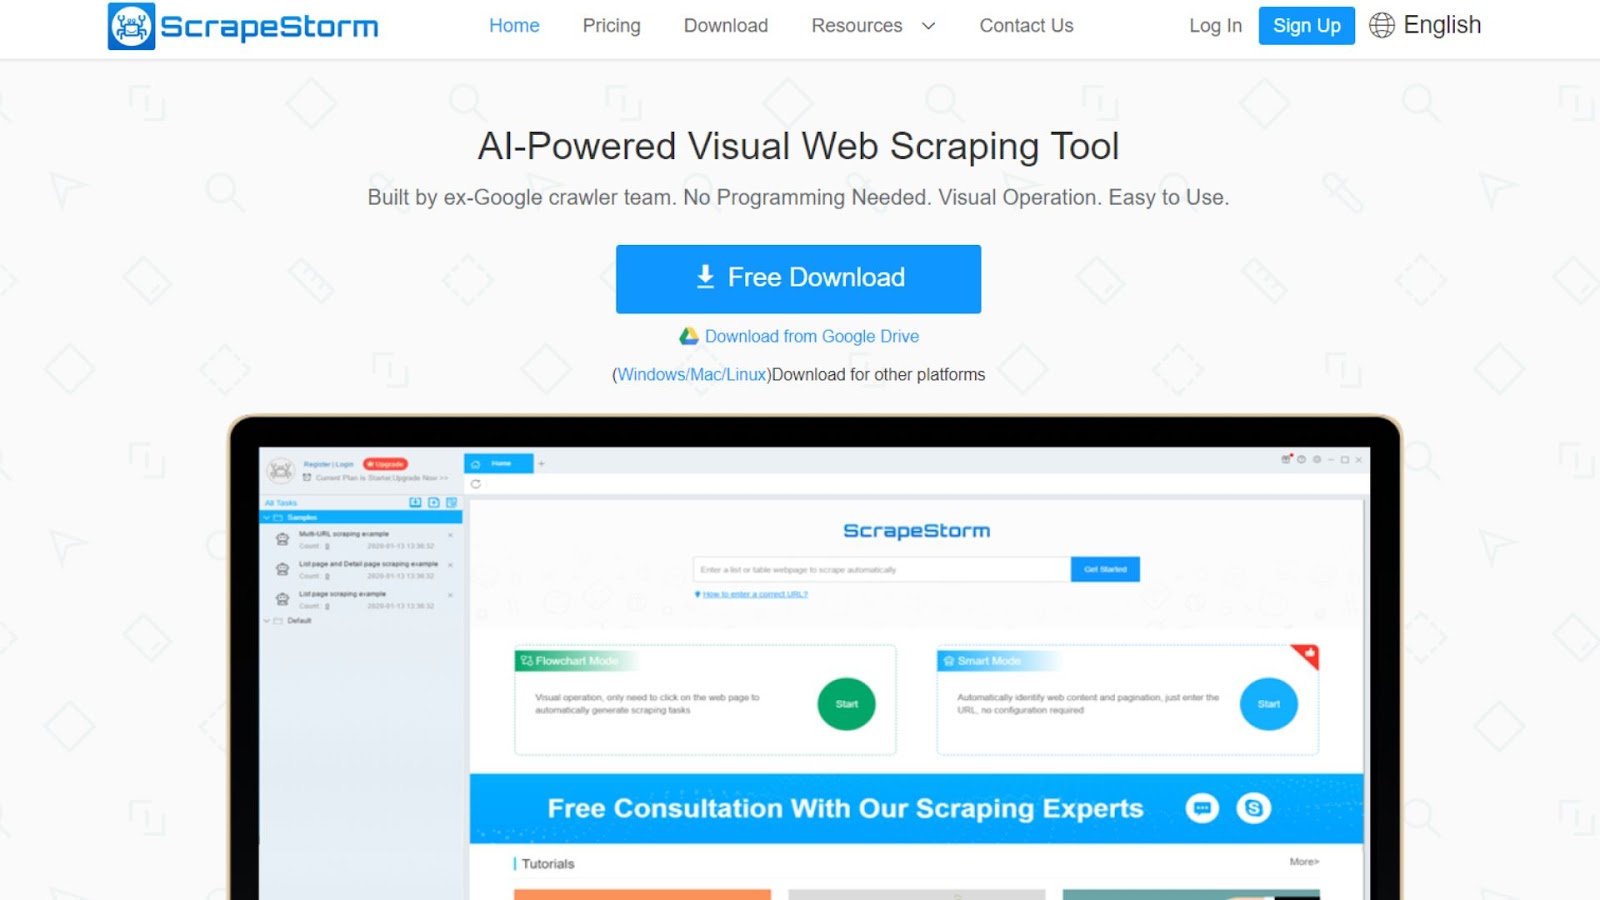 ScrapeStorm
Home Pricing Download Resources Contact Us Log In Sign Up English
AI-Powered Visual Web Scraping Tool
Built by ex-Google crawler team. No Programming Needed. Visual Operation. Easy to Use.
Free Download
Download from Google Drive
(Windows/Mac/Linux)Download for other platforms
Register | Login Upgrade
Current Plan is Starter,Upgrade Now >>
All Tasks
Samples
Multi-URL scraping example
Count : 0 2020-01-13 13:36:32
List page and Detail page scraping example
Count : 0 2020-01-13 13:36:32
List page scraping example
Count : 0 2020-01-13 13:36:32
Default
Home
ScrapeStorm
Enter a list or table webpage to scrape automatically
Get Started
How to enter a correct URL?
Flowchart Mode
Visual operation, only need to click on the web page to
automatically generate scraping tasks
Start
Smart Mode
Automatically identify web content and pagination, just enter the
URL, no configuration required
Start
Free Consultation With Our Scraping Experts
Tutorials
More>